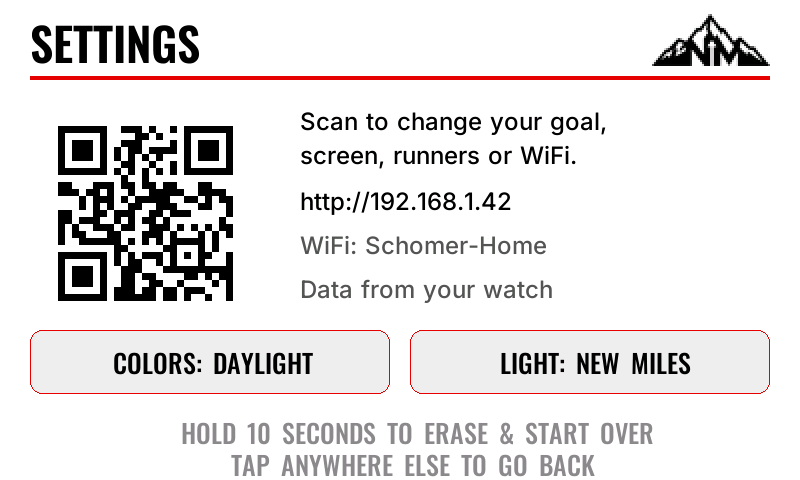 SETTINGS
NM
Scan to change your goal,
screen, runners or WiFi.
http://192.168.1.42
WiFi: Schomer-Home
Data from your watch
COLORS: DAYLIGHT
LIGHT: NEW MILES
HOLD 10 SECONDS TO ERASE & START OVER
TAP ANYWHERE ELSE TO GO BACK